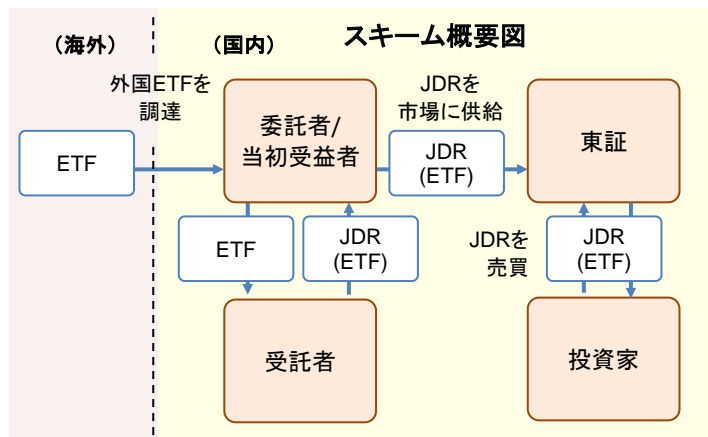 (海外)
(国内)
スキーム概要図
外国ETFを
調達
JDRを
市場に供給
ETF
委託者/
当初受益者
JDR
(ETF)
東証
ETF
JDR
(ETF)
JDRを
売買
JDR
(ETF)
受託者
投資家